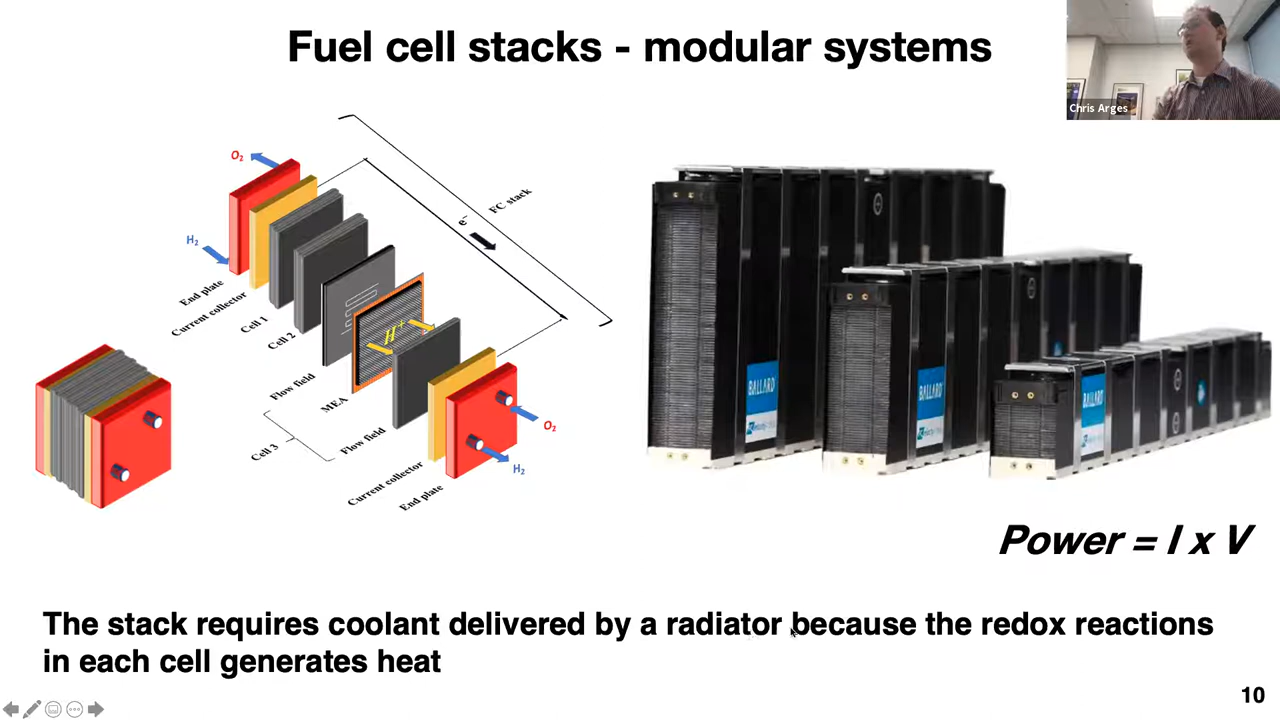 Fuel cell stacks - modular systems
Chris Arges
O₂
H₂
End plate
Current collector
Cell 1
Cell 2
Flow field
MEA
H⁺
e⁻
FC stack
Cell 3
Flow field
Current collector
End plate
O₂
H₂
BALLARD
BALLARD
BALLARD
Power = I x V
The stack requires coolant delivered by a radiator because the redox reactions
in each cell generates heat
10